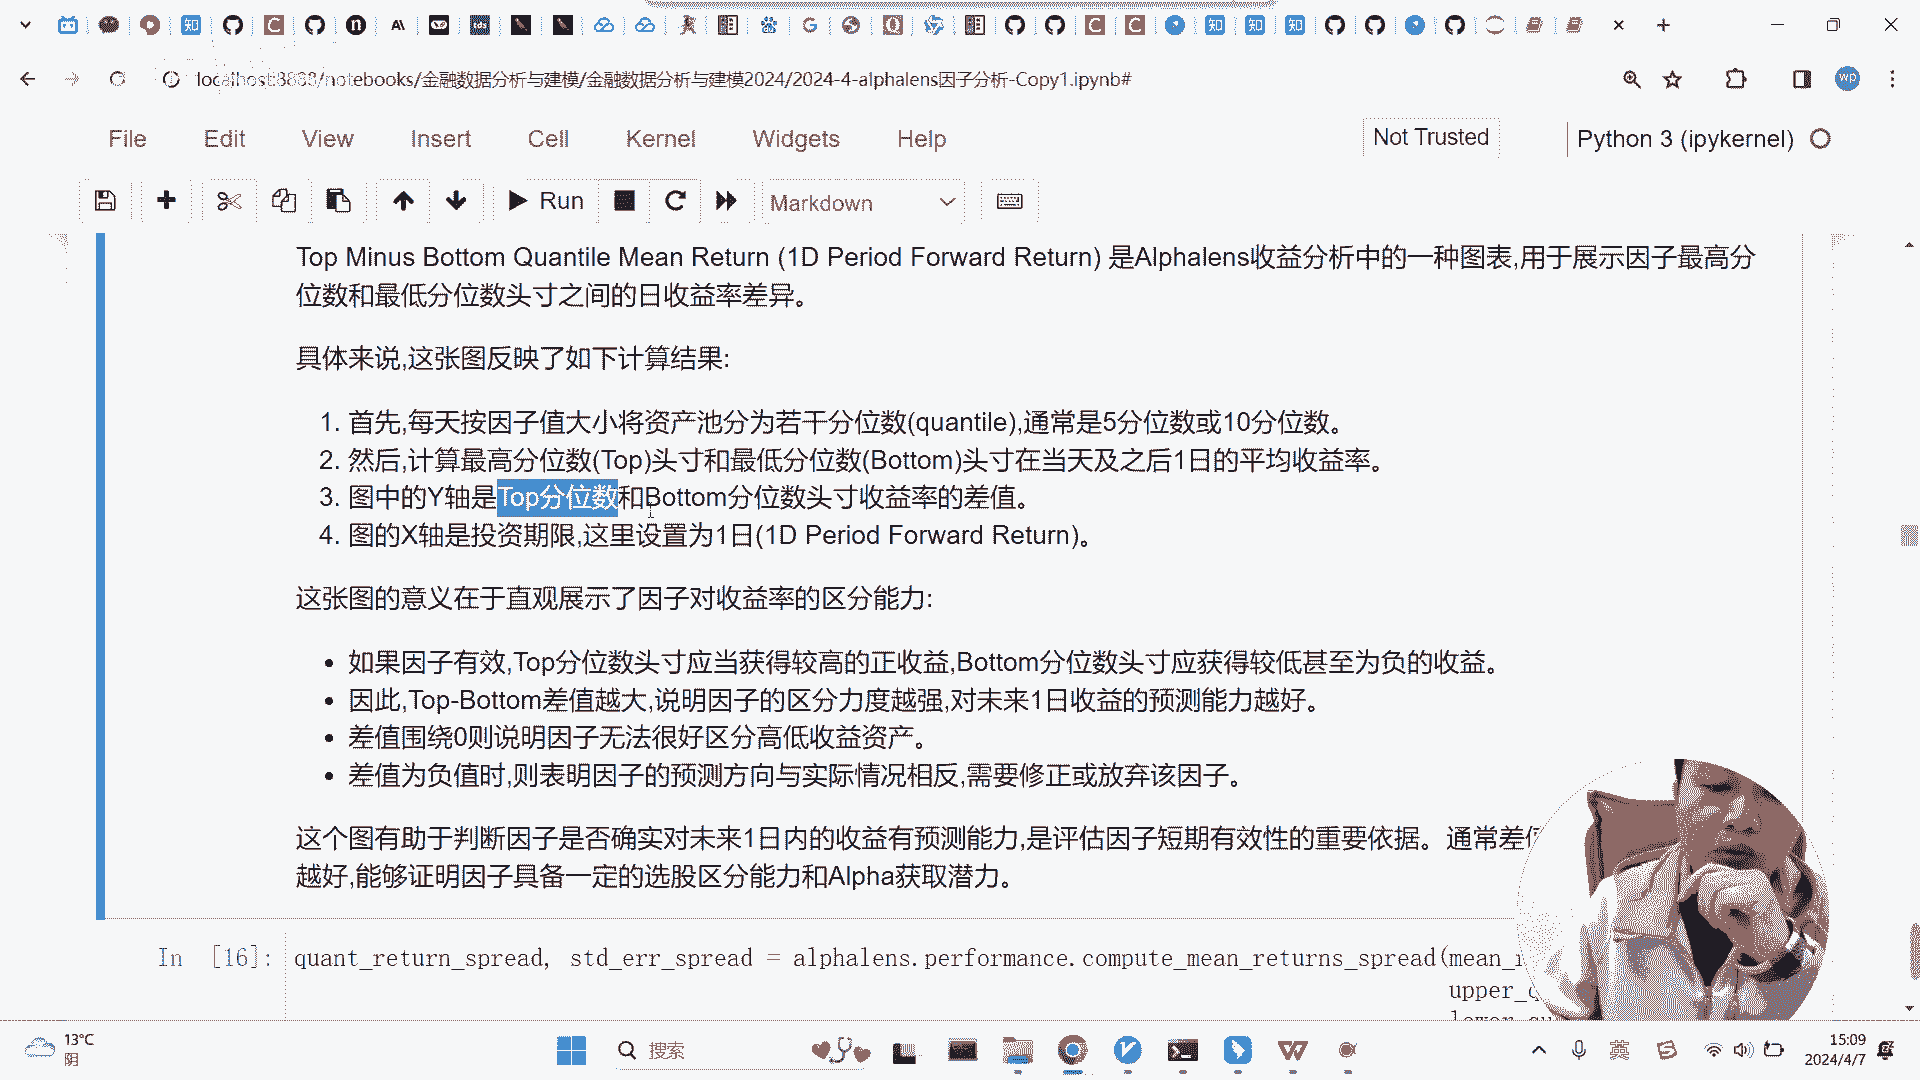 localhost:8888/notebooks/金融数据分析与建模/金融数据分析与建模2024/2024-4-alphalens因子分析-Copy1.ipynb#
File Edit View Insert Cell Kernel Widgets Help Not Trusted Python 3 (ipykernel)
Run Markdown
Top Minus Bottom Quantile Mean Return (1D Period Forward Return) 是Alphalens收益分析中的一种图表,用于展示因子最高分
位数和最低分位数头寸之间的日收益率差异。
具体来说,这张图反映了如下计算结果:
1. 首先,每天按因子值大小将资产池分为若干分位数(quantile),通常是5分位数或10分位数。
2. 然后,计算最高分位数(Top)头寸和最低分位数(Bottom)头寸在当天及之后1日的平均收益率。
3. 图中的Y轴是Top分位数和Bottom分位数头寸收益率的差值。
4. 图的X轴是投资期限,这里设置为1日(1D Period Forward Return)。
这张图的意义在于直观展示了因子对收益率的区分能力:
• 如果因子有效,Top分位数头寸应当获得较高的正收益,Bottom分位数头寸应获得较低甚至为负的收益。
• 因此,Top-Bottom差值越大,说明因子的区分力度越强,对未来1日收益的预测能力越好。
• 差值围绕0则说明因子无法很好区分高低收益资产。
• 差值为负值时,则表明因子的预测方向与实际情况相反,需要修正或放弃该因子。
这个图有助于判断因子是否确实对未来1日内的收益有预测能力,是评估因子短期有效性的重要依据。通常差
越好,能够证明因子具备一定的选股区分能力和Alpha获取潜力。
In [16]: quant_return_spread, std_err_spread = alphalens.performance.compute_mean_returns_spread(mean_
upper_
13°C
阴
搜索
英
15:09
2024/4/7